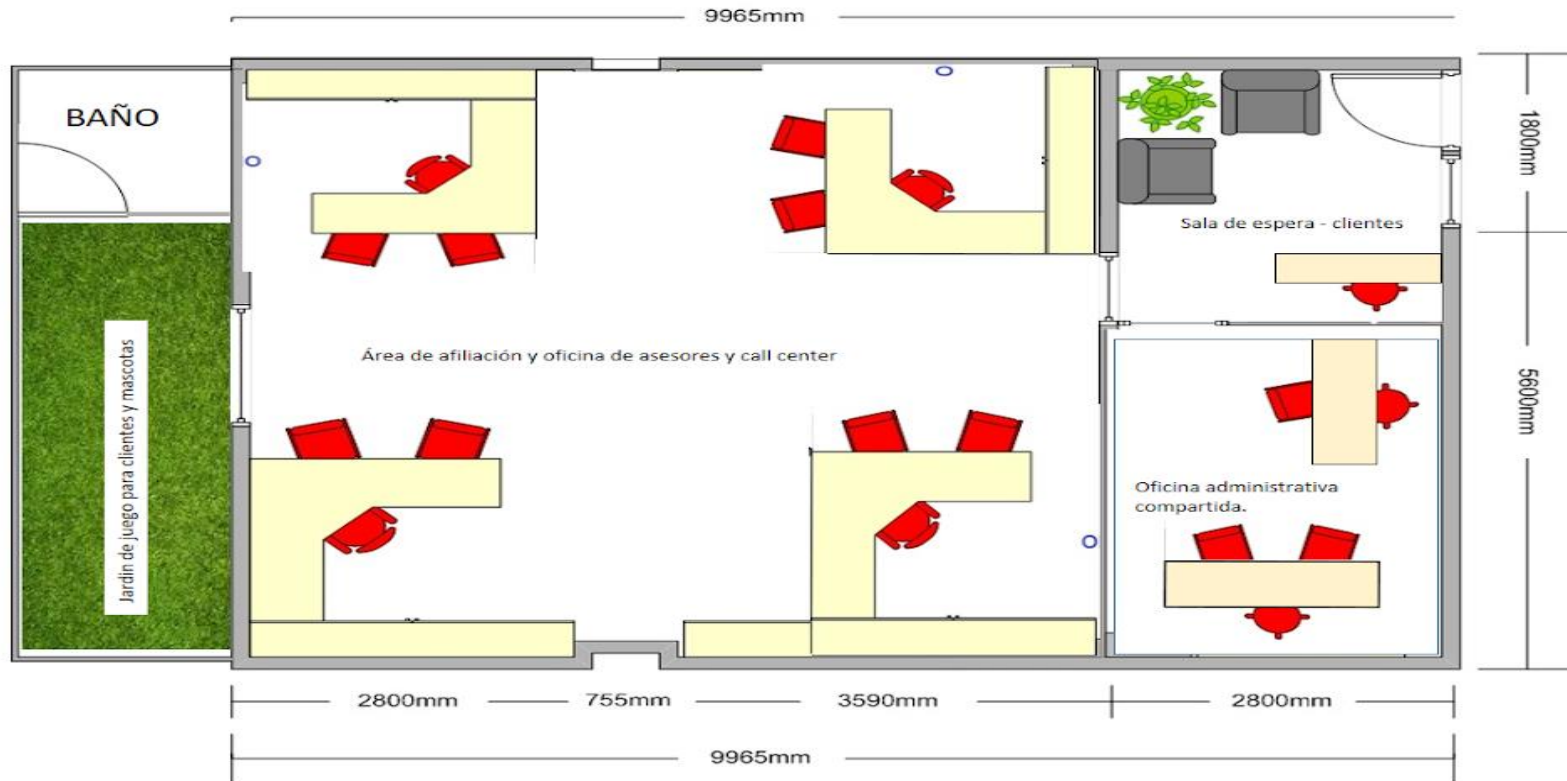 9965mm
BAÑO
1800mm
Sala de espera - clientes
Área de afiliación y oficina de asesores y call center
5600mm
Jardin de juego para clientes y mascotas
Oficina administrativa
compartida.
2800mm
755mm
3590mm
2800mm
9965mm